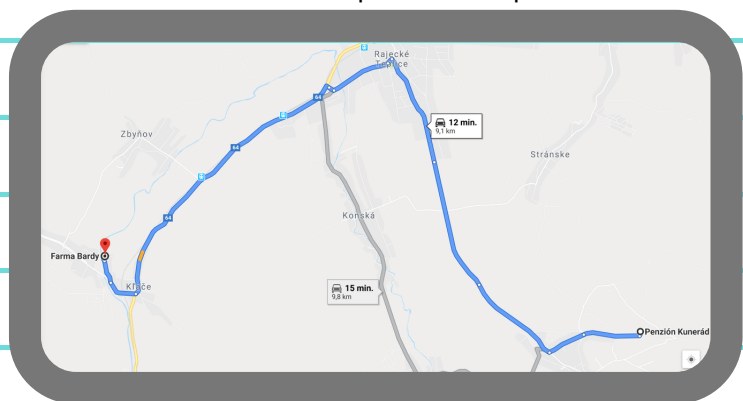 Rajecké
Teplice
64
12 min.
9,1 km
Zbyňov
64
Stránske
64
Konská
Farma Bardy
Kľače
15 min.
9,8 km
Penzión Kunerád